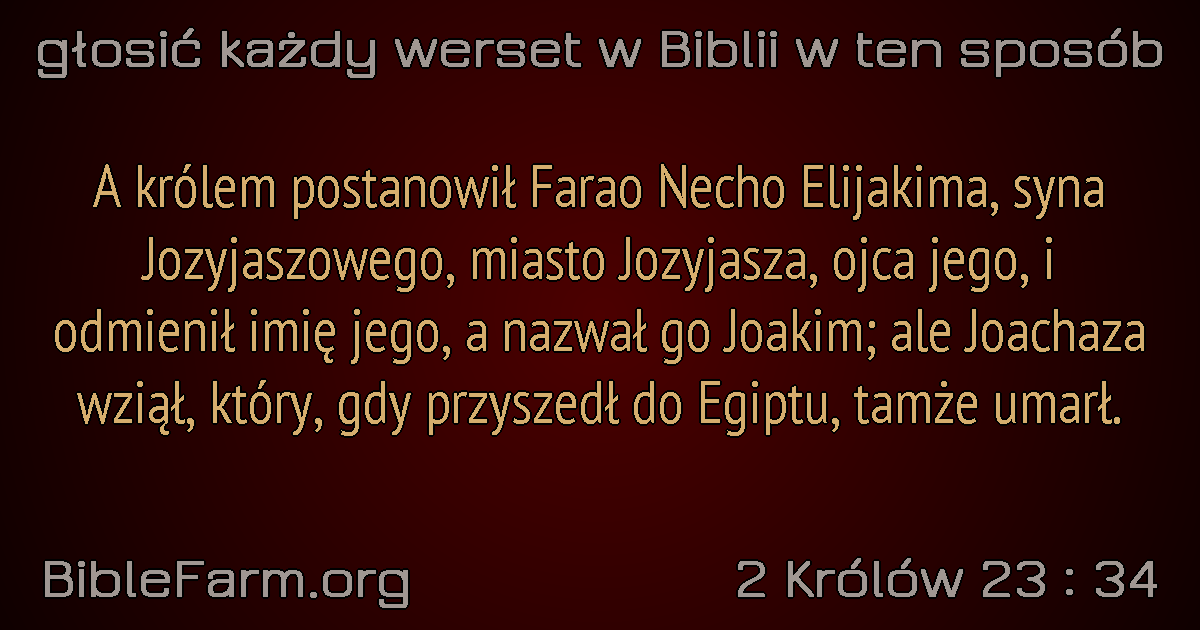 głosić każdy werset w Biblii w ten sposób
A królem postanowił Farao Necho Elijakima, syna
Jozyjaszowego, miasto Jozyjasza, ojca jego, i
odmienił imię jego, a nazwał go Joakim; ale Joachaza
wziął, który, gdy przyszedł do Egiptu, tamże umarł.
BibleFarm.org
2 Królów 23 : 34